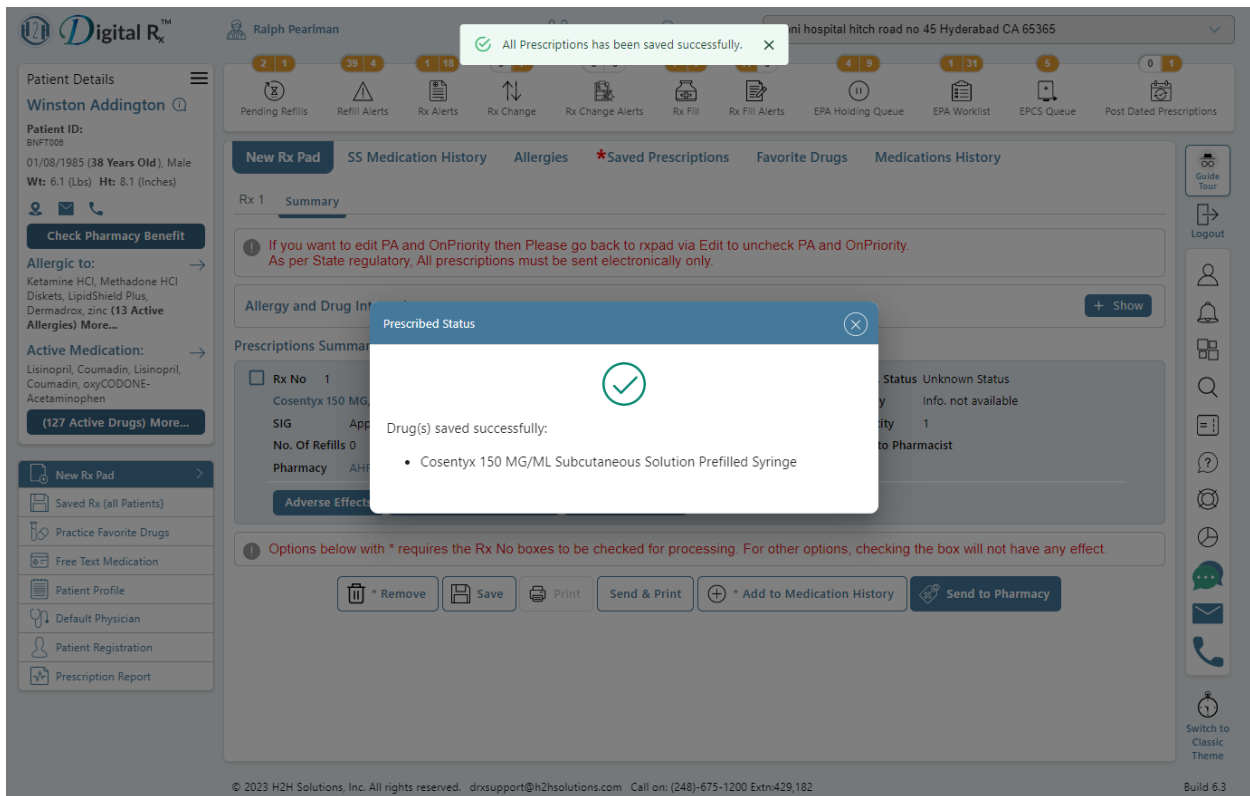 H2H Digital Rx™
Ralph Pearlman
ni hospital hitch road no 45 Hyderabad CA 65365
All Prescriptions has been saved successfully.
2 1
39 4
1 18
4 9
1 31
5
0 1
Pending Refills
Refill Alerts
Rx Alerts
Rx Change
Rx Change Alerts
Rx Fill
Rx Fill Alerts
EPA Holding Queue
EPA Worklist
EPCS Queue
Post Dated Prescriptions
Patient Details
Winston Addington
Patient ID:
BNFT006
01/08/1985 (38 Years Old), Male
Wt: 6.1 (Lbs) Ht: 8.1 (Inches)
Check Pharmacy Benefit
Allergic to:
Ketamine HCl, Methadone HCl
Diskets, LipidShield Plus,
Dermadrox, zinc (13 Active
Allergies) More...
Active Medication:
Lisinopril, Coumadin, Lisinopril,
Coumadin, oxyCODONE-
Acetaminophen
(127 Active Drugs) More...
New Rx Pad
Saved Rx (all Patients)
Practice Favorite Drugs
Free Text Medication
Patient Profile
Default Physician
Patient Registration
Prescription Report
New Rx Pad
SS Medication History
Allergies
*Saved Prescriptions
Favorite Drugs
Medications History
Rx 1
Summary
If you want to edit PA and OnPriority then Please go back to rxpad via Edit to uncheck PA and OnPriority.
As per State regulatory, All prescriptions must be sent electronically only.
Allergy and Drug Int
+ Show
Prescriptions Summar
Rx No 1
Status Unknown Status
Cosentyx 150 MG,
y Info. not available
SIG App
ity 1
No. Of Refills 0
to Pharmacist
Pharmacy AHF
Adverse Effects
Prescribed Status
Drug(s) saved successfully:
• Cosentyx 150 MG/ML Subcutaneous Solution Prefilled Syringe
Options below with * requires the Rx No boxes to be checked for processing. For other options, checking the box will not have any effect.
* Remove
Save
Print
Send & Print
* Add to Medication History
Send to Pharmacy
Guide
Tour
Logout
Switch to
Classic
Theme
© 2023 H2H Solutions, Inc. All rights reserved. drxsupport@h2hsolutions.com Call on: (248)-675-1200 Extn:429,182
Build 6.3